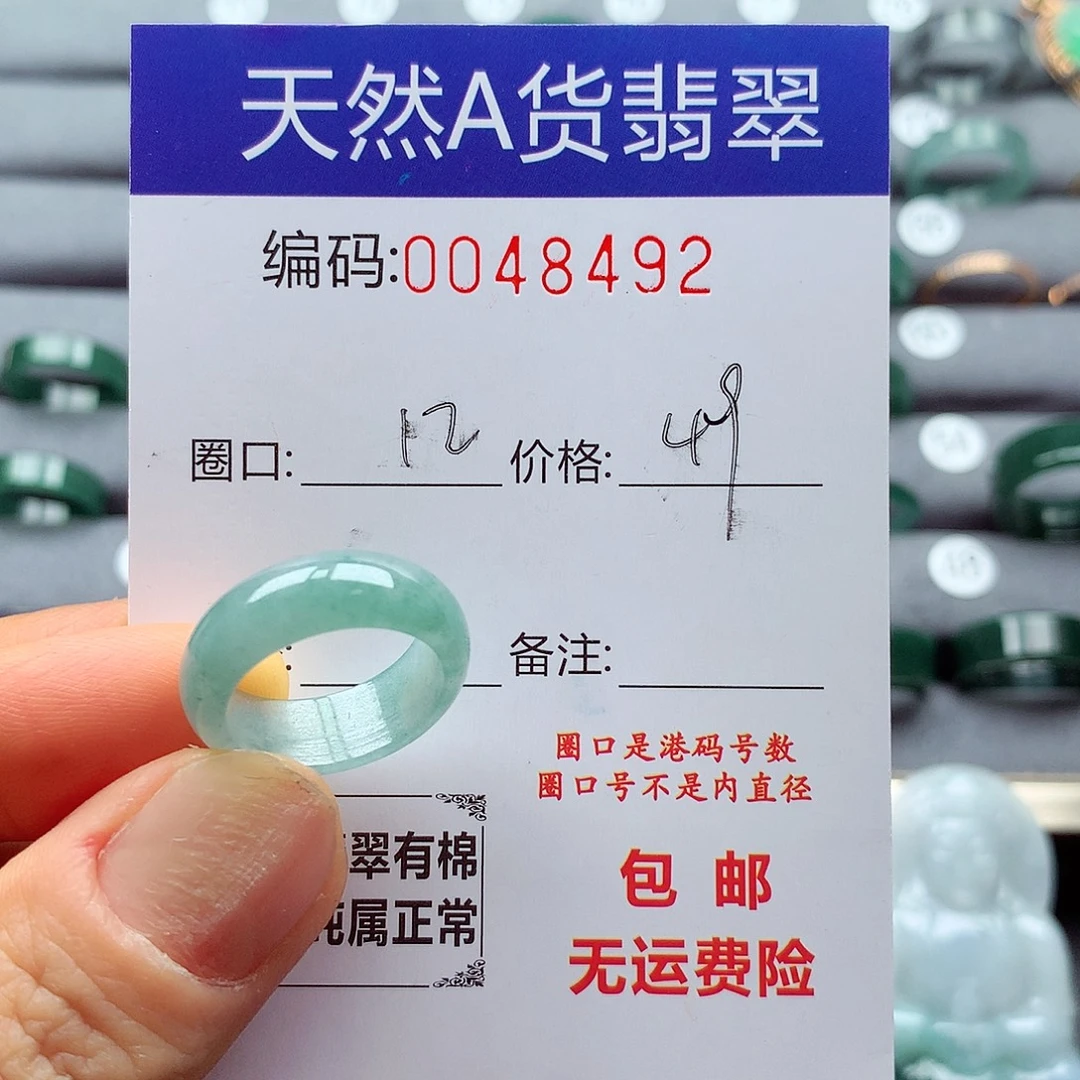 天然A货翡翠
编码:0048492
圈口: 12 价格: 49
: 备注:
圈口是港码号数
圈口号不是内直径
翠有棉
纯属正常
包邮
无运费险